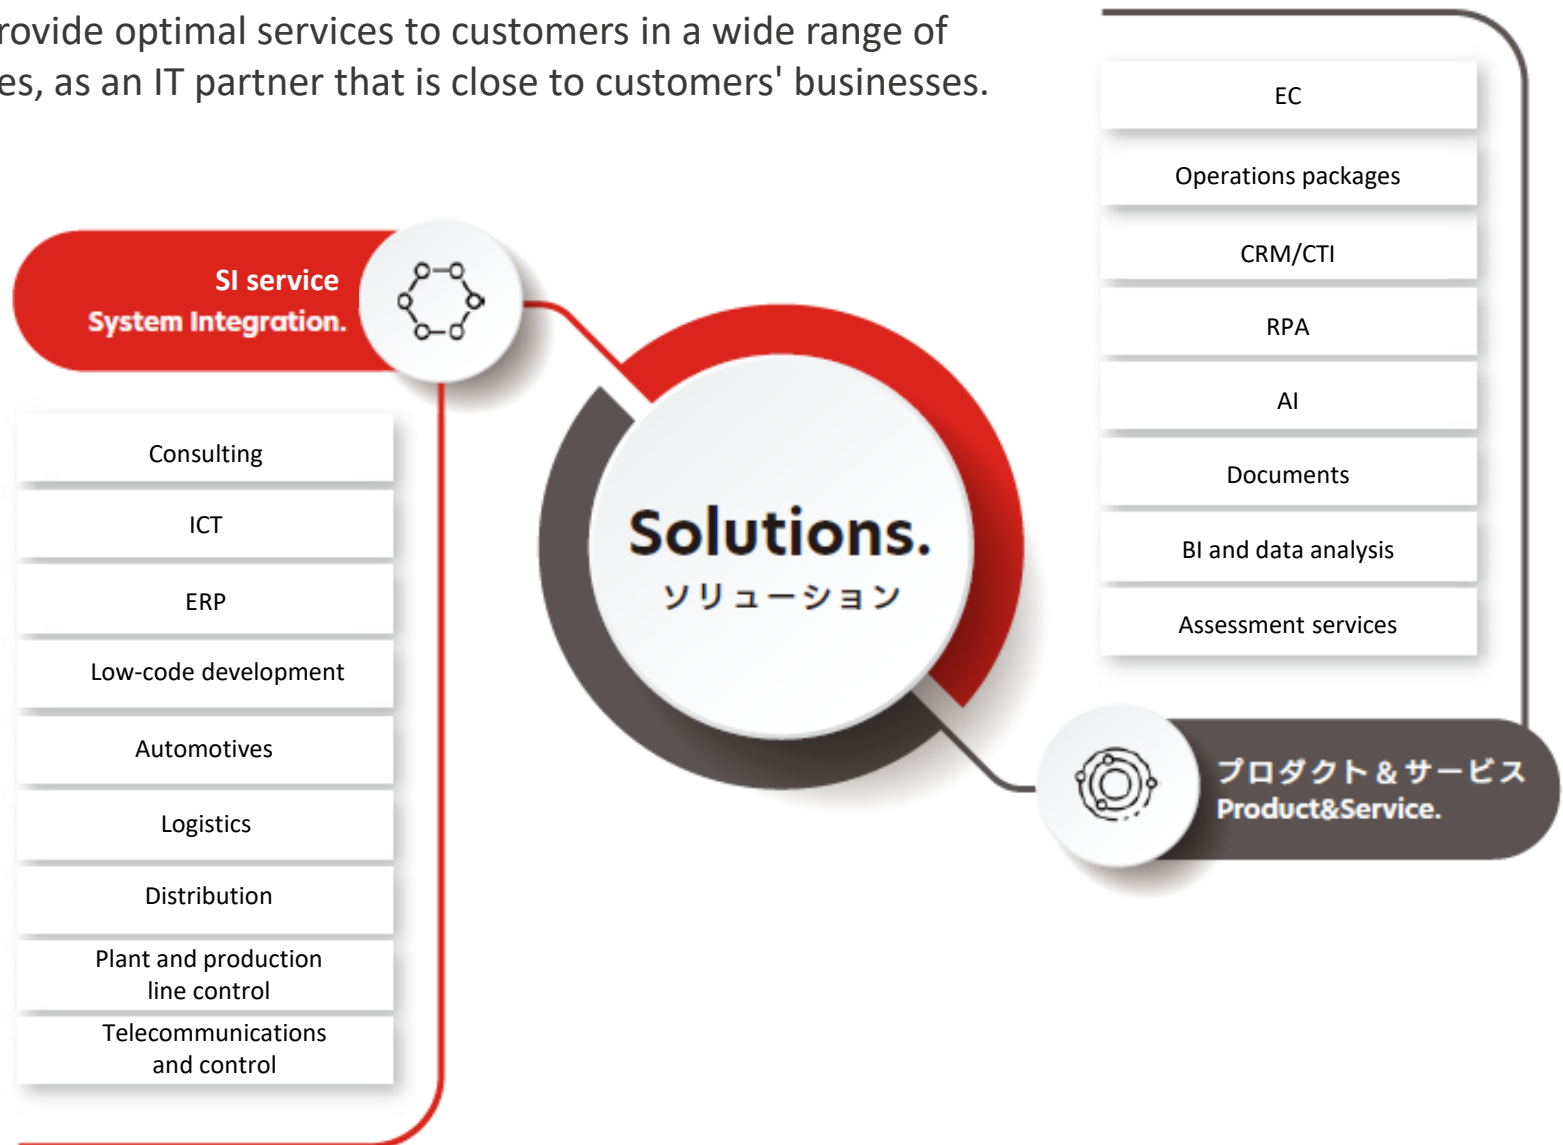 rovide optimal services to customers in a wide range of
es, as an IT partner that is close to customers' businesses.
SI service
System Integration.
Consulting
ICT
ERP
Low-code development
Automotives
Logistics
Distribution
Plant and production
line control
Telecommunications
and control
Solutions.
ソリューション
EC
Operations packages
CRM/CTI
RPA
AI
Documents
BI and data analysis
Assessment services
プロダクト＆サービス
Product&Service.